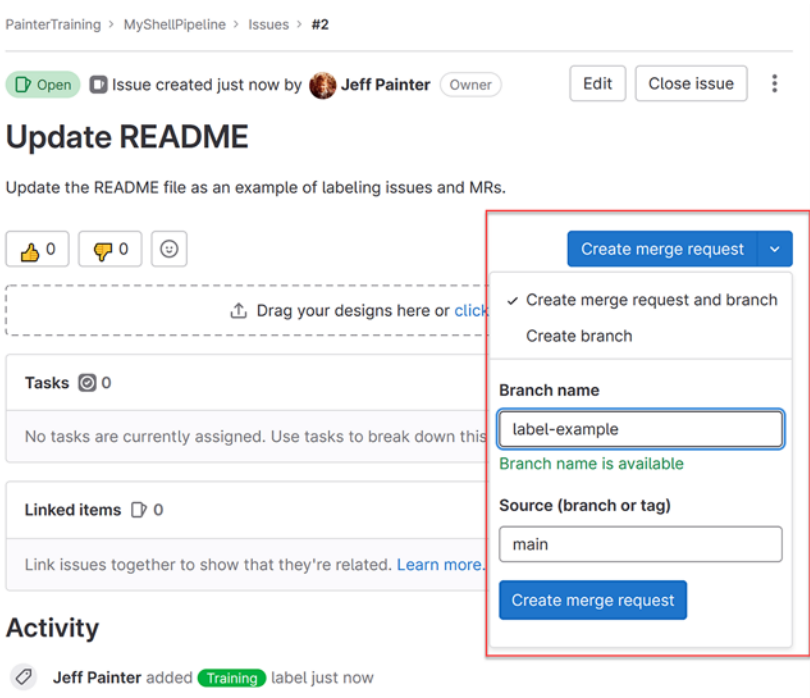 PainterTraining > MyShellPipeline > Issues > #2
Open Issue created just now by Jeff Painter Owner Edit Close issue
Update README
Update the README file as an example of labeling issues and MRs.
0 0 Create merge request
Create merge request and branch
Drag your designs here or click
Create branch
Tasks 0
Branch name
label-example
No tasks are currently assigned. Use tasks to break down this
Branch name is available
Linked items 0
Source (branch or tag)
main
Link issues together to show that they're related. Learn more.
Create merge request
Activity
Jeff Painter added Training label just now